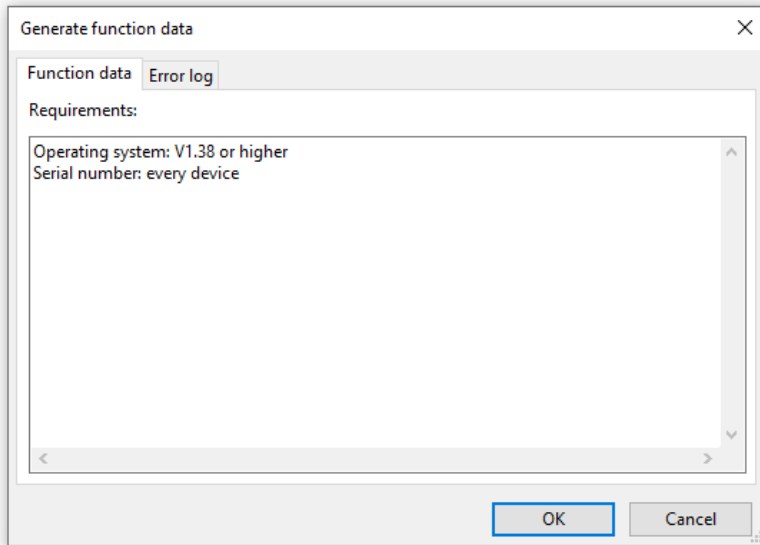 Generate function data
Function data
Error log
Requirements:
Operating system: V1.38 or higher
Serial number: every device
OK
Cancel